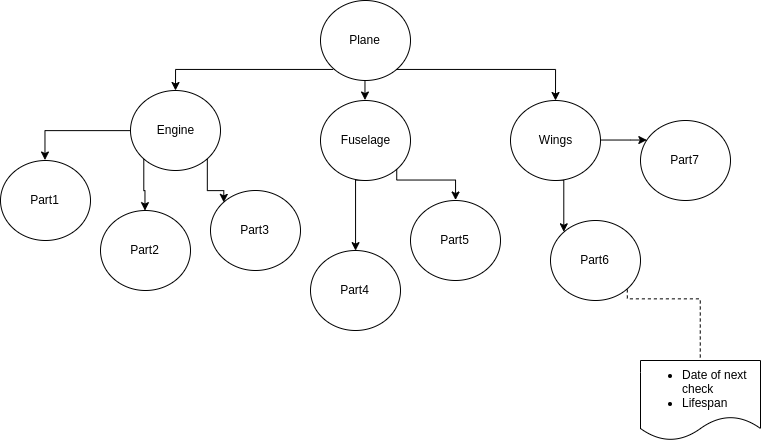 Plane
Engine
Fuselage
Wings
Part7
Part1
Part2
Part3
Part4
Part5
Part6
• Date of next
check
• Lifespan